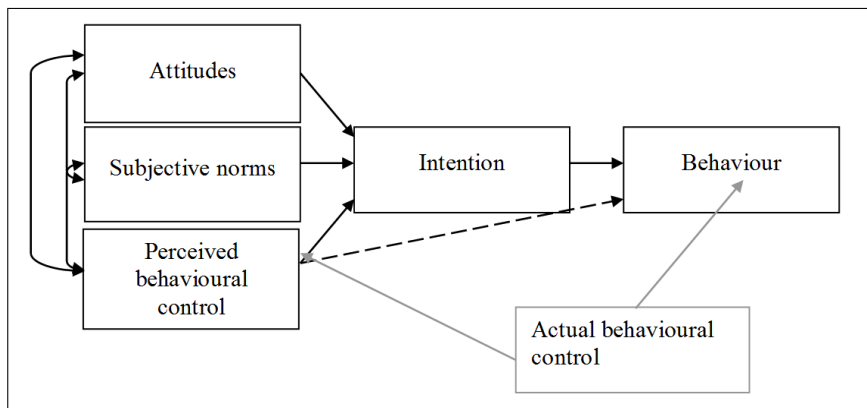 Attitudes
Subjective norms
Perceived
behavioural
control
Intention
Behaviour
Actual behavioural
control